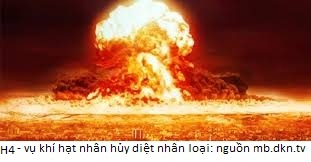 H4 - vụ khí hạt nhân hủy diệt nhân loại: nguồn mb.dkn.tv